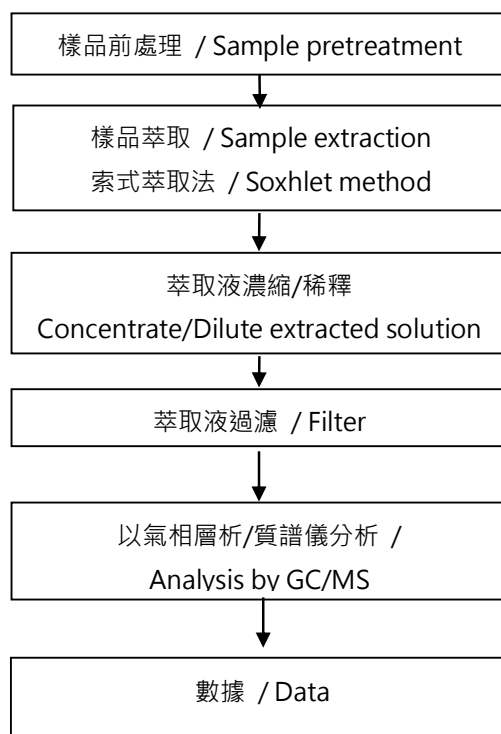 樣品前處理 / Sample pretreatment
樣品萃取 / Sample extraction
索式萃取法 / Soxhlet method
萃取液濃縮/稀釋
Concentrate/Dilute extracted solution
萃取液過濾 / Filter
以氣相層析/質譜儀分析 /
Analysis by GC/MS
數據 / Data